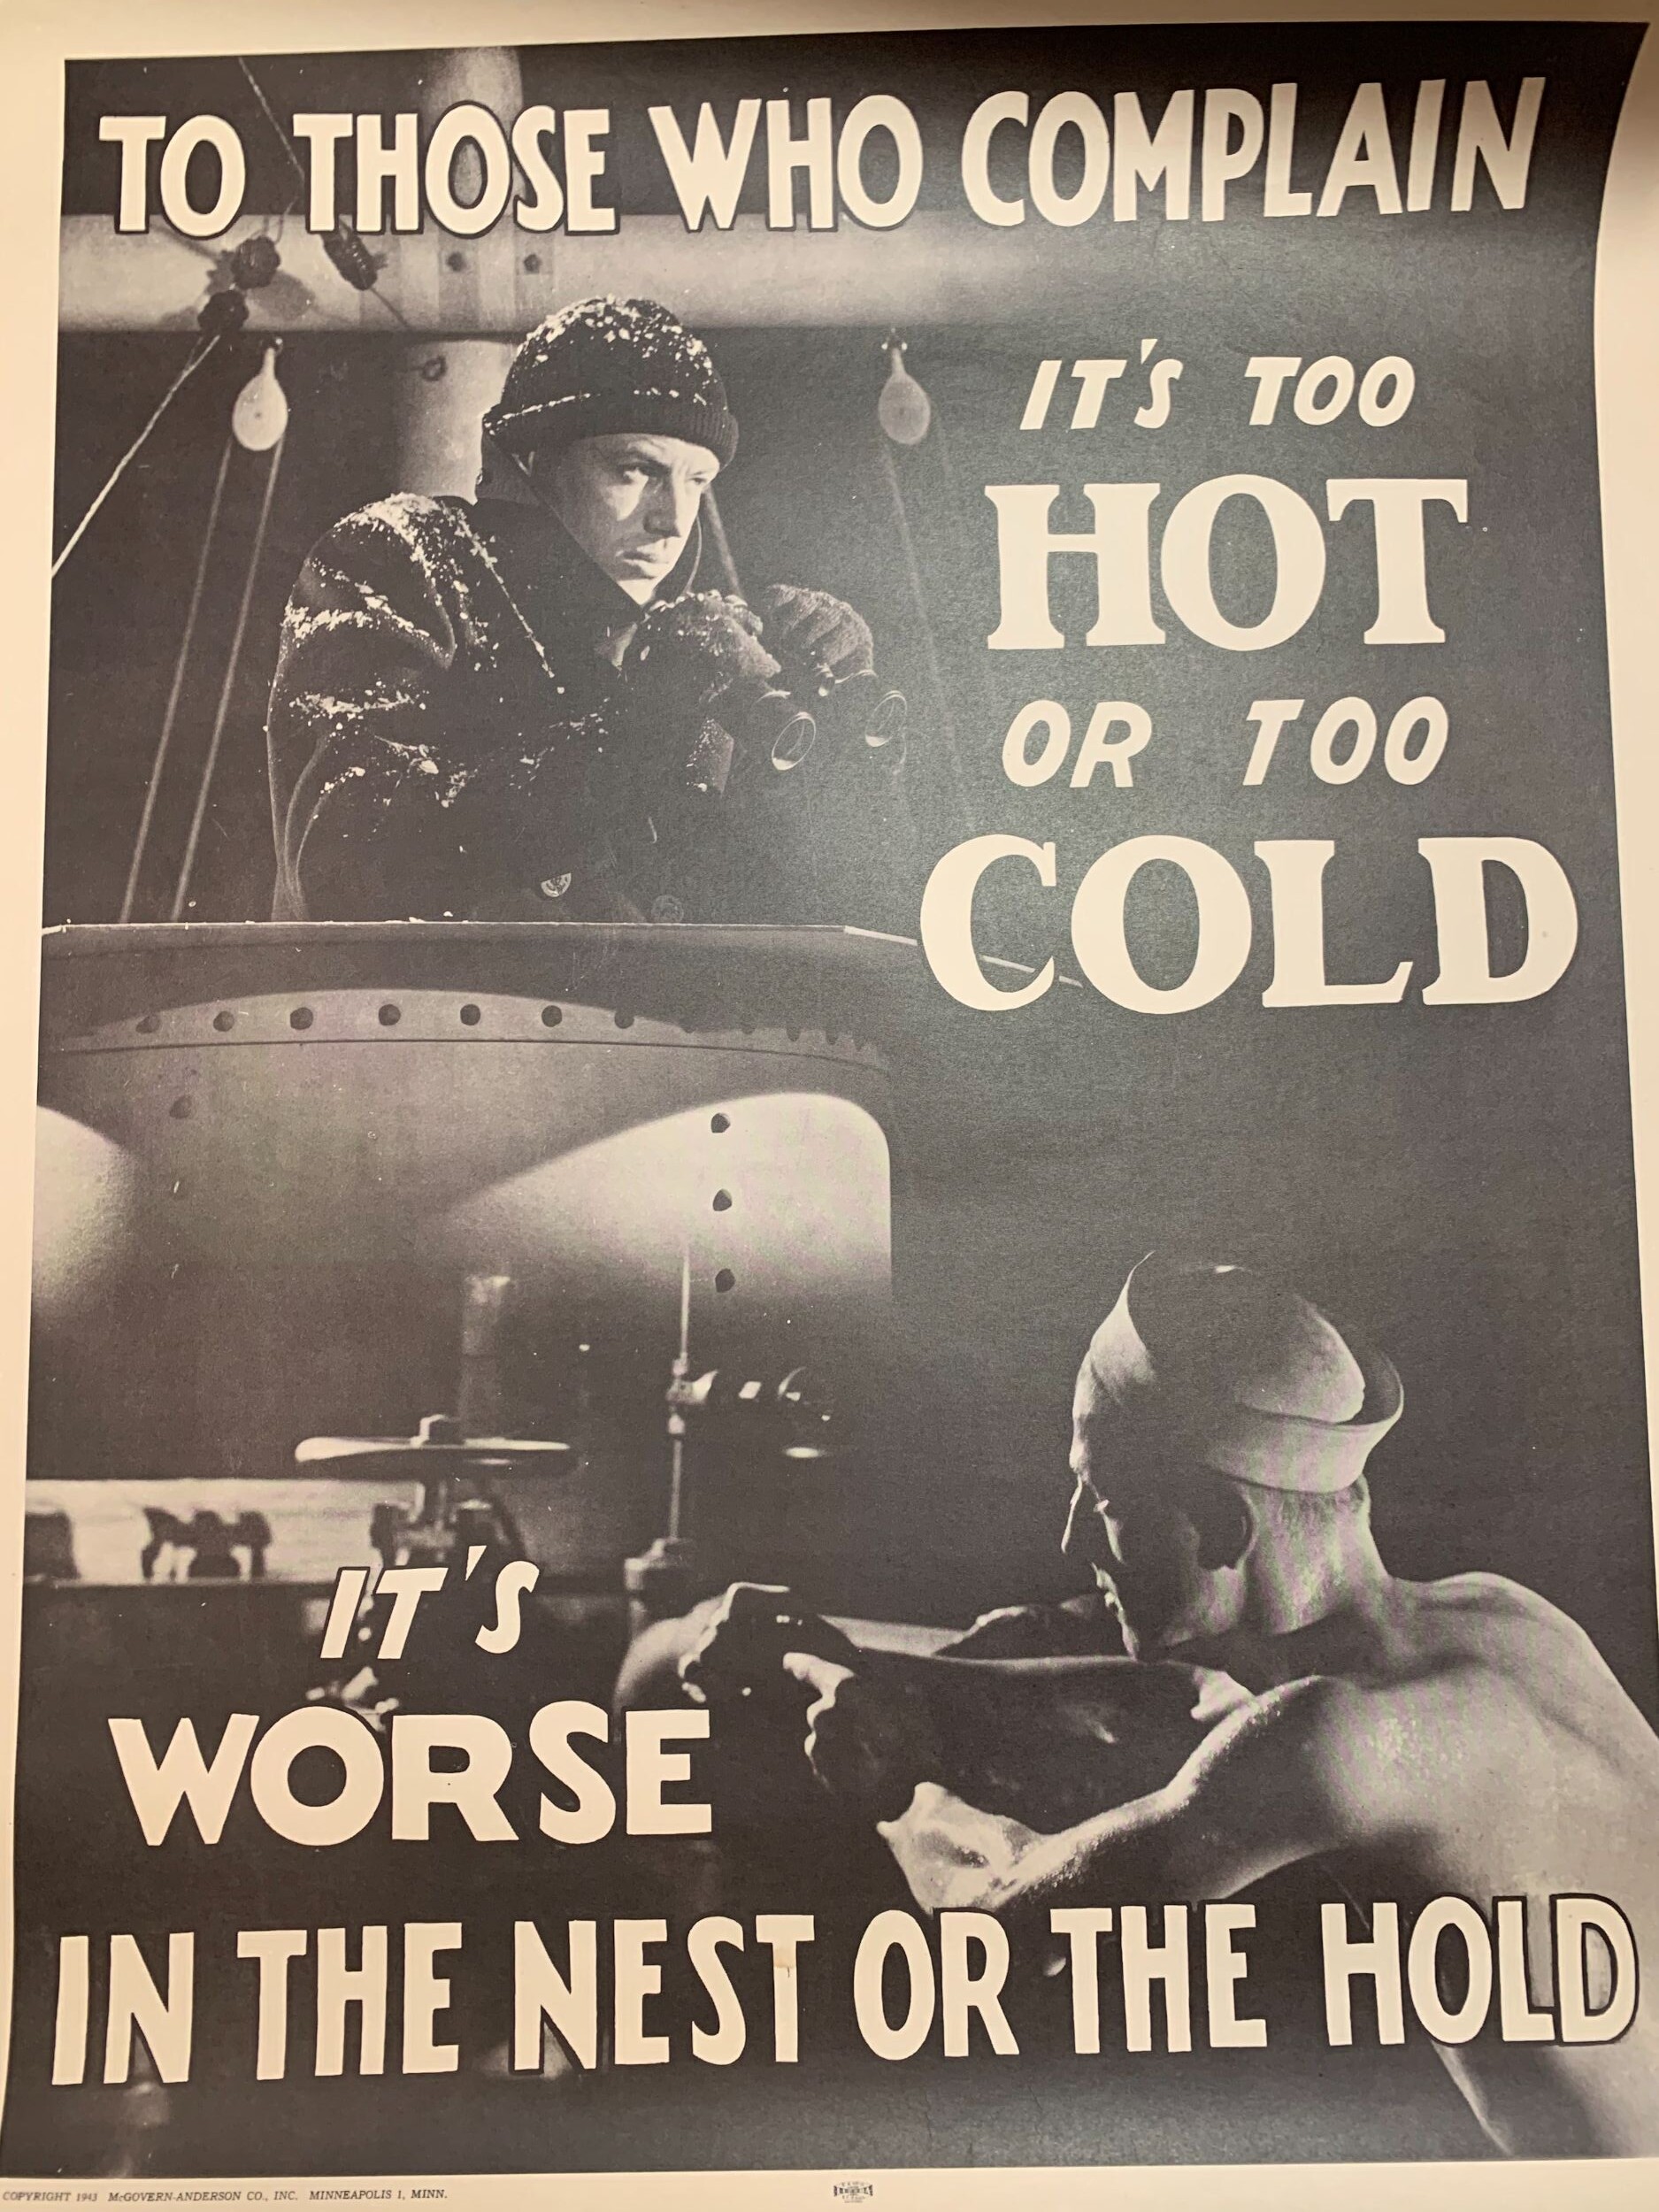 TO THOSE WHO COMPLAIN
IT'S TOO
HOT
OR TOO
COLD
IT'S
WORSE
IN THE NEST OR THE HOLD
COPYRIGHT 1943 McGOVERN-ANDERSON CO., INC. MINNEAPOLIS 1, MINN.